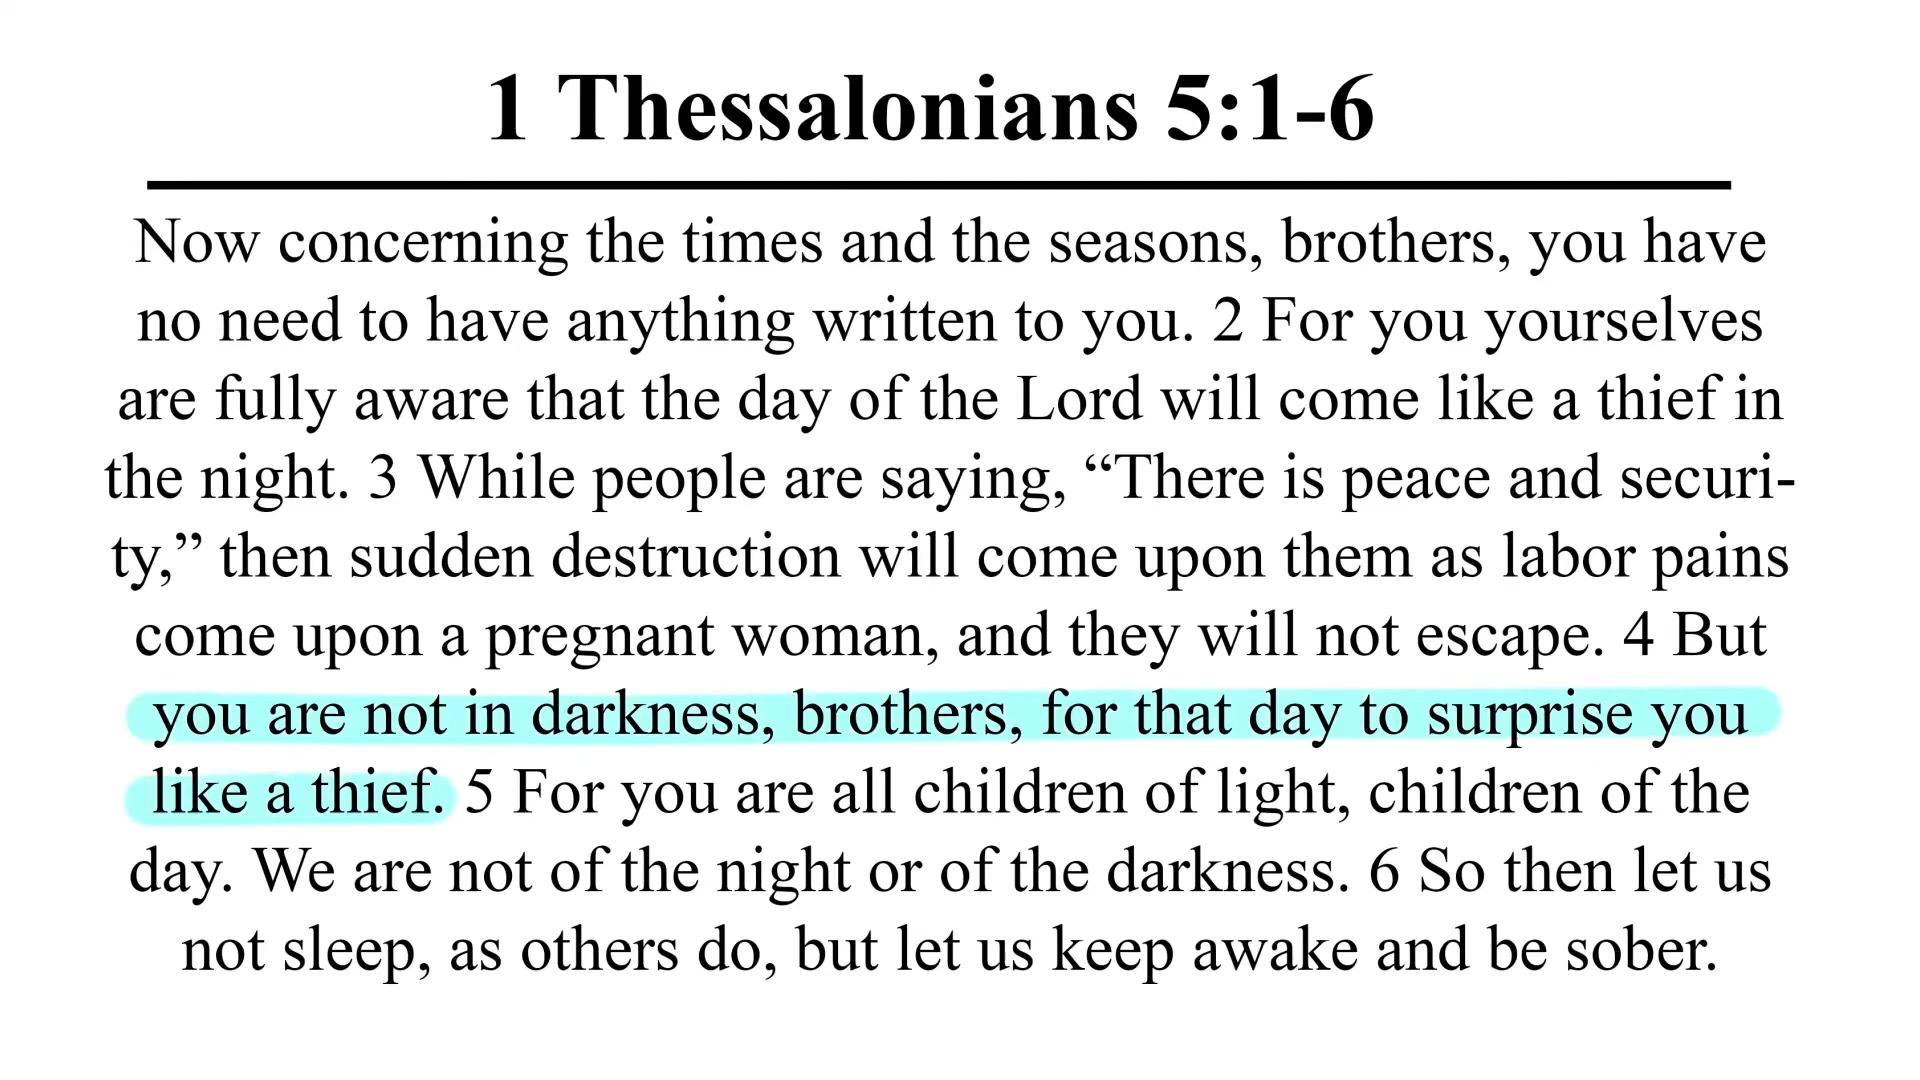 1 Thessalonians 5:1-6
Now concerning the times and the seasons, brothers, you have
no need to have anything written to you. 2 For you yourselves
are fully aware that the day of the Lord will come like a thief in
the night. 3 While people are saying, “There is peace and securi-
ty,” then sudden destruction will come upon them as labor pains
come upon a pregnant woman, and they will not escape. 4 But
you are not in darkness, brothers, for that day to surprise you
like a thief. 5 For you are all children of light, children of the
day. We are not of the night or of the darkness. 6 So then let us
not sleep, as others do, but let us keep awake and be sober.